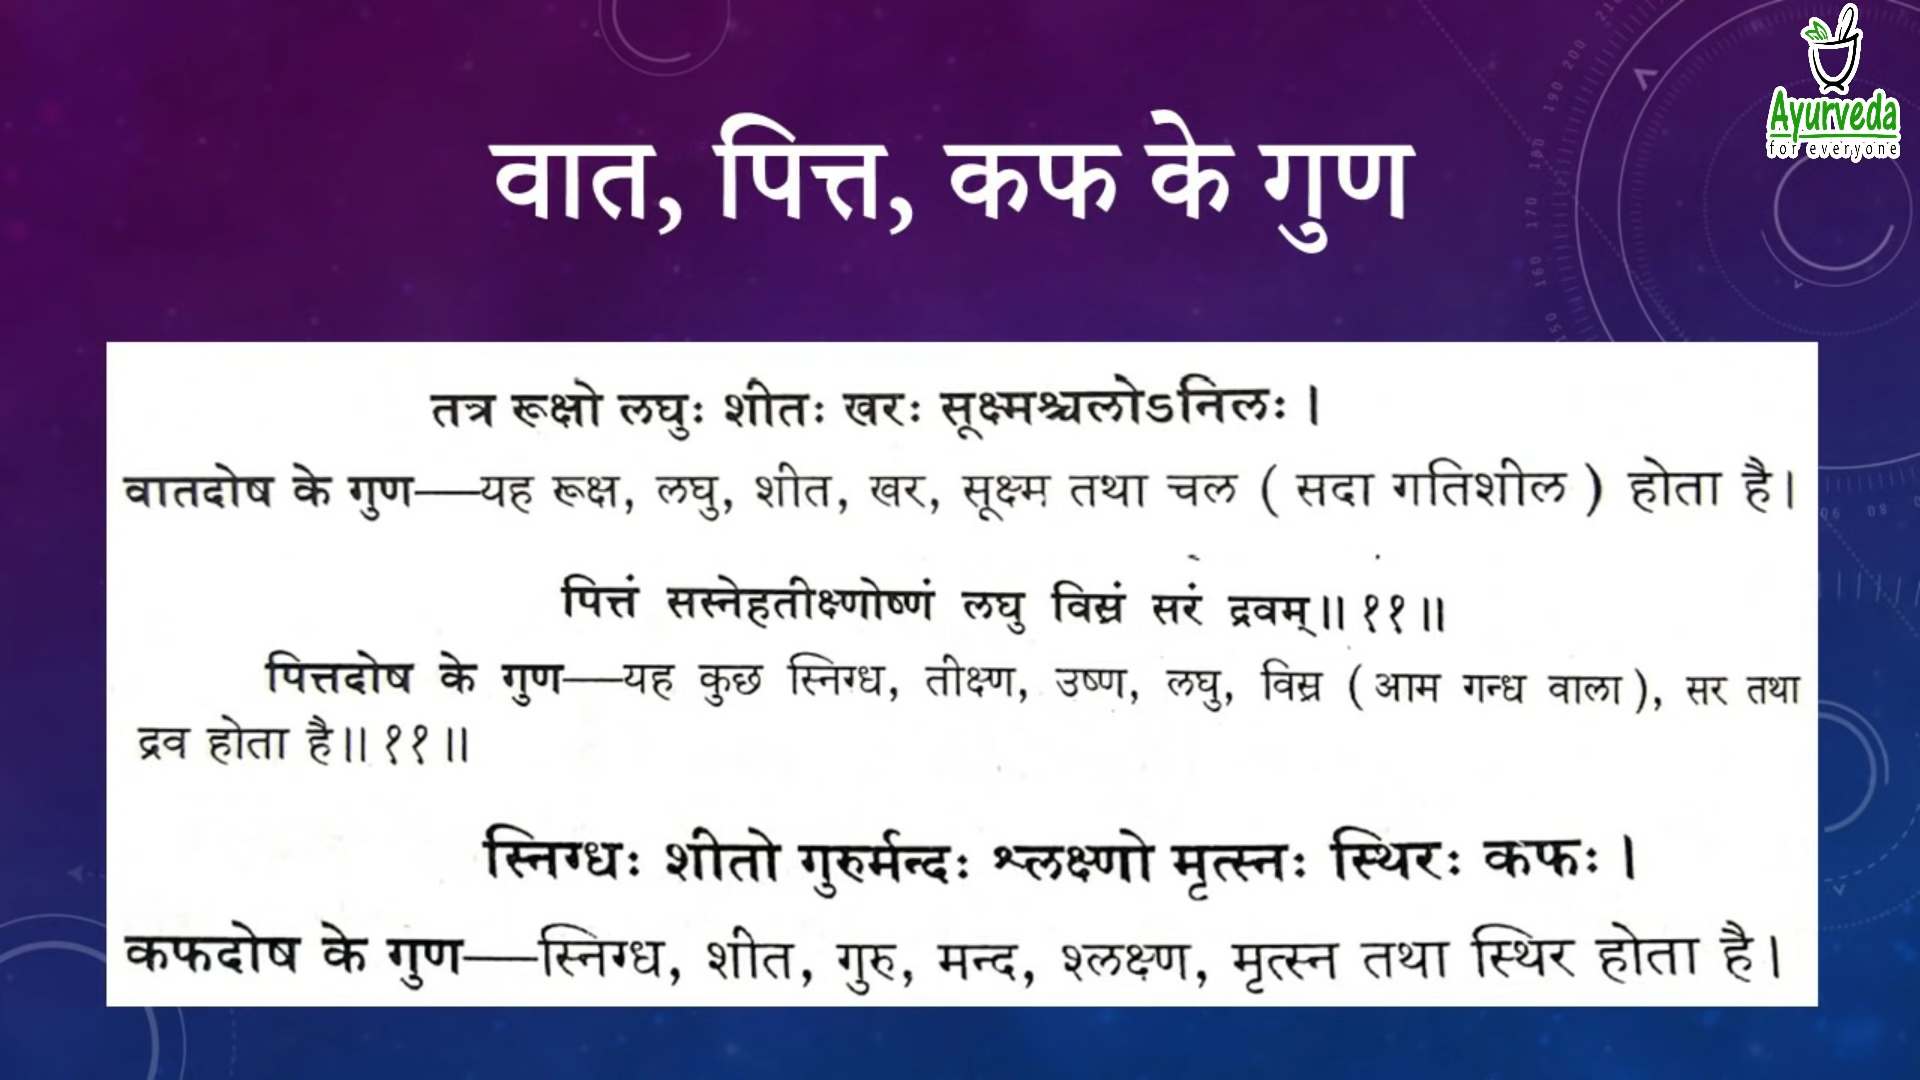 Ayurveda
for everyone
वात, पित्त, कफ के गुण
तत्र रूक्षो लघुः शीतः खरः सूक्ष्मश्चलोऽनिलः ।
वातदोष के गुण—यह रूक्ष, लघु, शीत, खर, सूक्ष्म तथा चल ( सदा गतिशील ) होता है।
पित्तं सस्नेहतीक्ष्णोष्णं लघु विस्रं सरं द्रवम्॥ ११॥
पित्तदोष के गुण—यह कुछ स्निग्ध, तीक्ष्ण, उष्ण, लघु, विस्र ( आम गन्ध वाला ), सर तथा
द्रव होता है॥ ११॥
स्निग्धः शीतो गुरुर्मन्दः श्लक्ष्णो मृत्स्नः स्थिरः कफः ।
कफदोष के गुण—स्निग्ध, शीत, गुरु, मन्द, श्लक्ष्ण, मृत्स्न तथा स्थिर होता है।